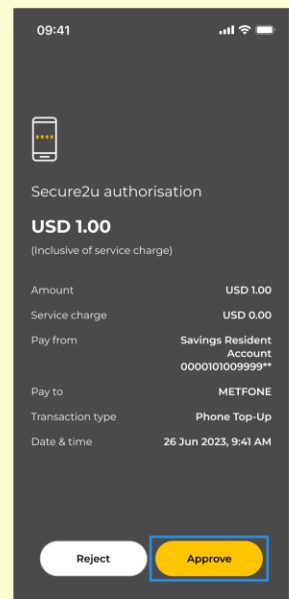 09:41
****
Secure2u authorisation
USD 1.00
(Inclusive of service charge)
Amount USD 1.00
Service charge USD 0.00
Pay from Savings Resident
Account
0000101009999**
Pay to METFONE
Transaction type Phone Top-Up
Date & time 26 Jun 2023, 9:41 AM
Reject Approve